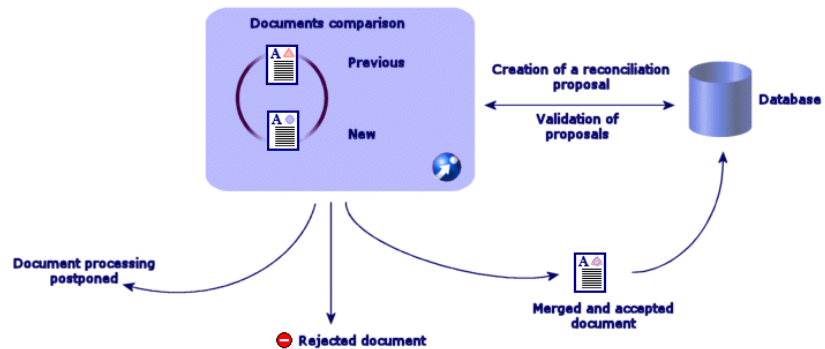 Documents comparison
A
Previous
A
New
Creation of a reconciliation
proposal
Validation of
proposals
Database
Document processing
postponed
A
Merged and accepted
document
Rejected document